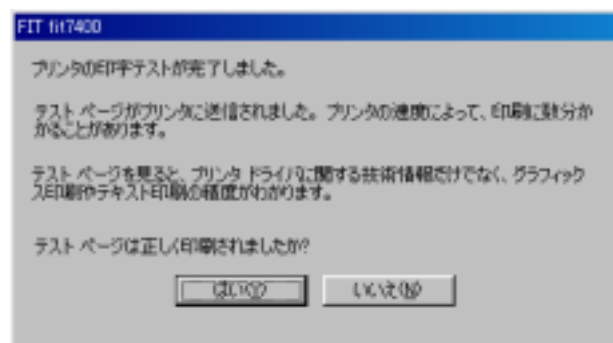 FIT fit7400
プリンタの印字テストが完了しました。
テスト ページがプリンタに送信されました。プリンタの速度によって、印刷に数分か
かることがあります。
テスト ページを見ると、プリンタ ドライバに関する技術情報だけでなく、グラフィック
ス印刷やテキスト印刷の精度がわかります。
テスト ページは正しく印刷されましたか?
はい(Y) いいえ(N)